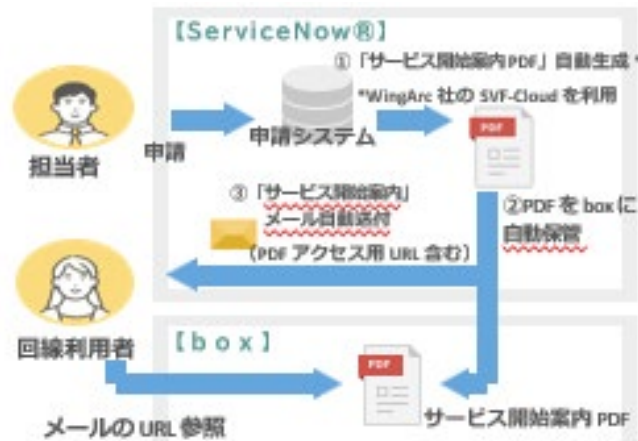 【ServiceNow®】
①「サービス開始案内PDF」自動生成 *
*WingArc 社の SVF-Cloud を利用
PDF
申請
申請システム
担当者
③「サービス開始案内」
メール自動送付
(PDF アクセス用 URL 含む)
②PDF を box に
自動保管
回線利用者
【box】
PDF
サービス開始案内 PDF
メールの URL 参照